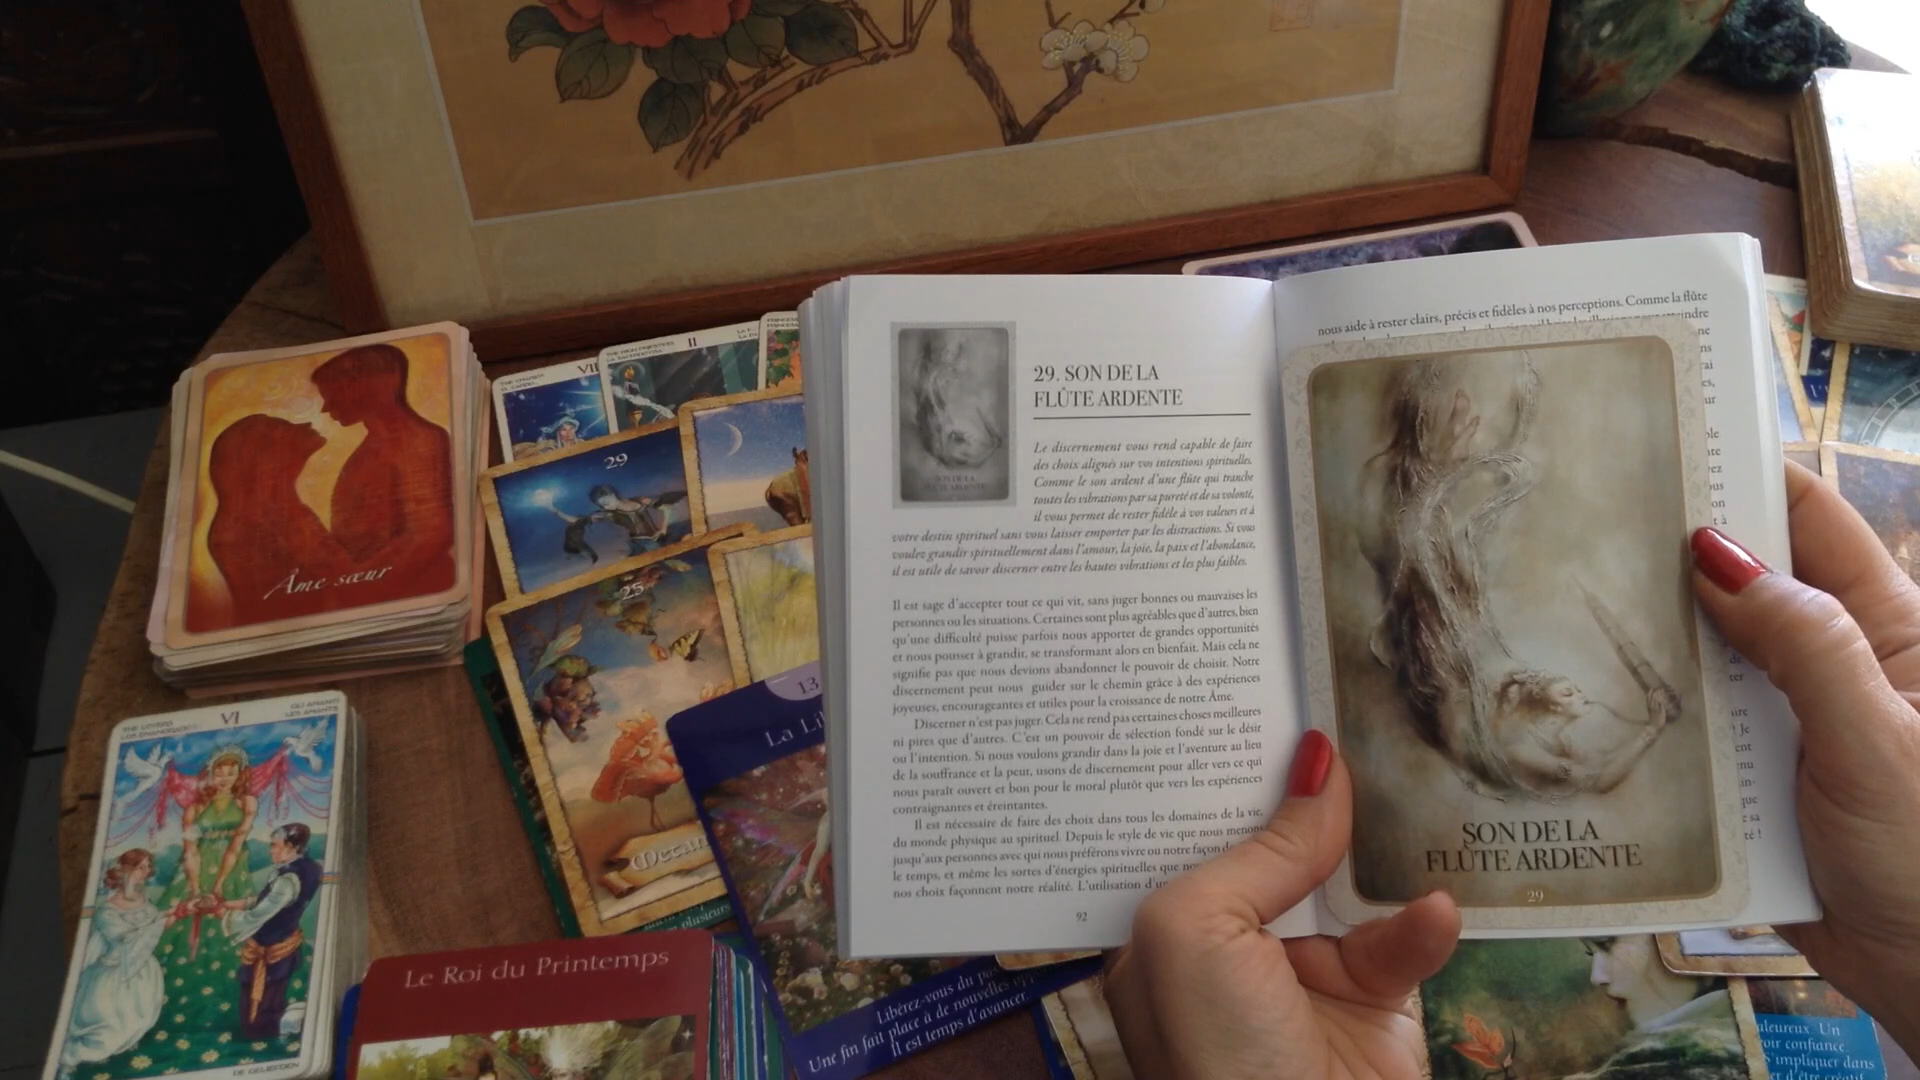 29. SON DE LA
FLÛTE ARDENTE
Le discernement vous rend capable de faire
des choix alignés sur vos intentions spirituelles.
Comme le son ardent d'une flûte qui tranche
toutes les vibrations par sa pureté et de sa volonté,
il vous permet de rester fidèle à vos valeurs et à
votre destin spirituel sans vous laisser emporter par les distractions. Si vous
voulez grandir spirituellement dans l'amour, la joie, la paix et l'abondance,
il est utile de savoir discerner entre les hautes vibrations et les plus faibles.
Il est sage d'accepter tout ce qui vit, sans juger bonnes ou mauvaises les
personnes ou les situations. Certaines sont plus agréables que d'autres, bien
qu'une difficulté puisse parfois nous apporter de grandes opportunités
et nous pousser à grandir, se transformant alors en bienfait. Mais cela ne
signifie pas que nous devions abandonner le pouvoir de choisir. Notre
discernement peut nous guider sur le chemin grâce à des expériences
joyeuses, encourageantes et utiles pour la croissance de notre Âme.
Discerner n'est pas juger. Cela ne rend pas certaines choses meilleures
ni pires que d'autres. C'est un pouvoir de sélection fondé sur le désir
ou l'intention. Si nous voulons grandir dans la joie et l'aventure au lieu
de la souffrance et la peur, usons de discernement pour aller vers ce qui
nous paraît ouvert et bon pour le moral plutôt que vers les expériences
contraignantes et éreintantes.
Il est nécessaire de faire des choix dans tous les domaines de la vie,
du monde physique au spirituel. Depuis le style de vie que nous menons
jusqu'aux personnes avec qui nous préférons vivre ou notre façon
le temps, et même les sortes d'énergies spirituelles que
nos choix façonnent notre réalité. L'utilisation
92
nous aide à rester clairs, précis et fidèles à nos perceptions. Comme la flûte
SON DE LA
FLÛTE ARDENTE
29
Âme sœur
THE LOVERS
VI
GLI AMANTI
LES AMANTS
VII
THE HIGH PRIESTESS
II
29
25
13
La
Le Roi du Printemps
Libérez-vous du
Une fin fait place à de nouvelles
Il est temps d'avancer.
plusieurs
Un
confiance
S'impliquer dans
d'être créatif